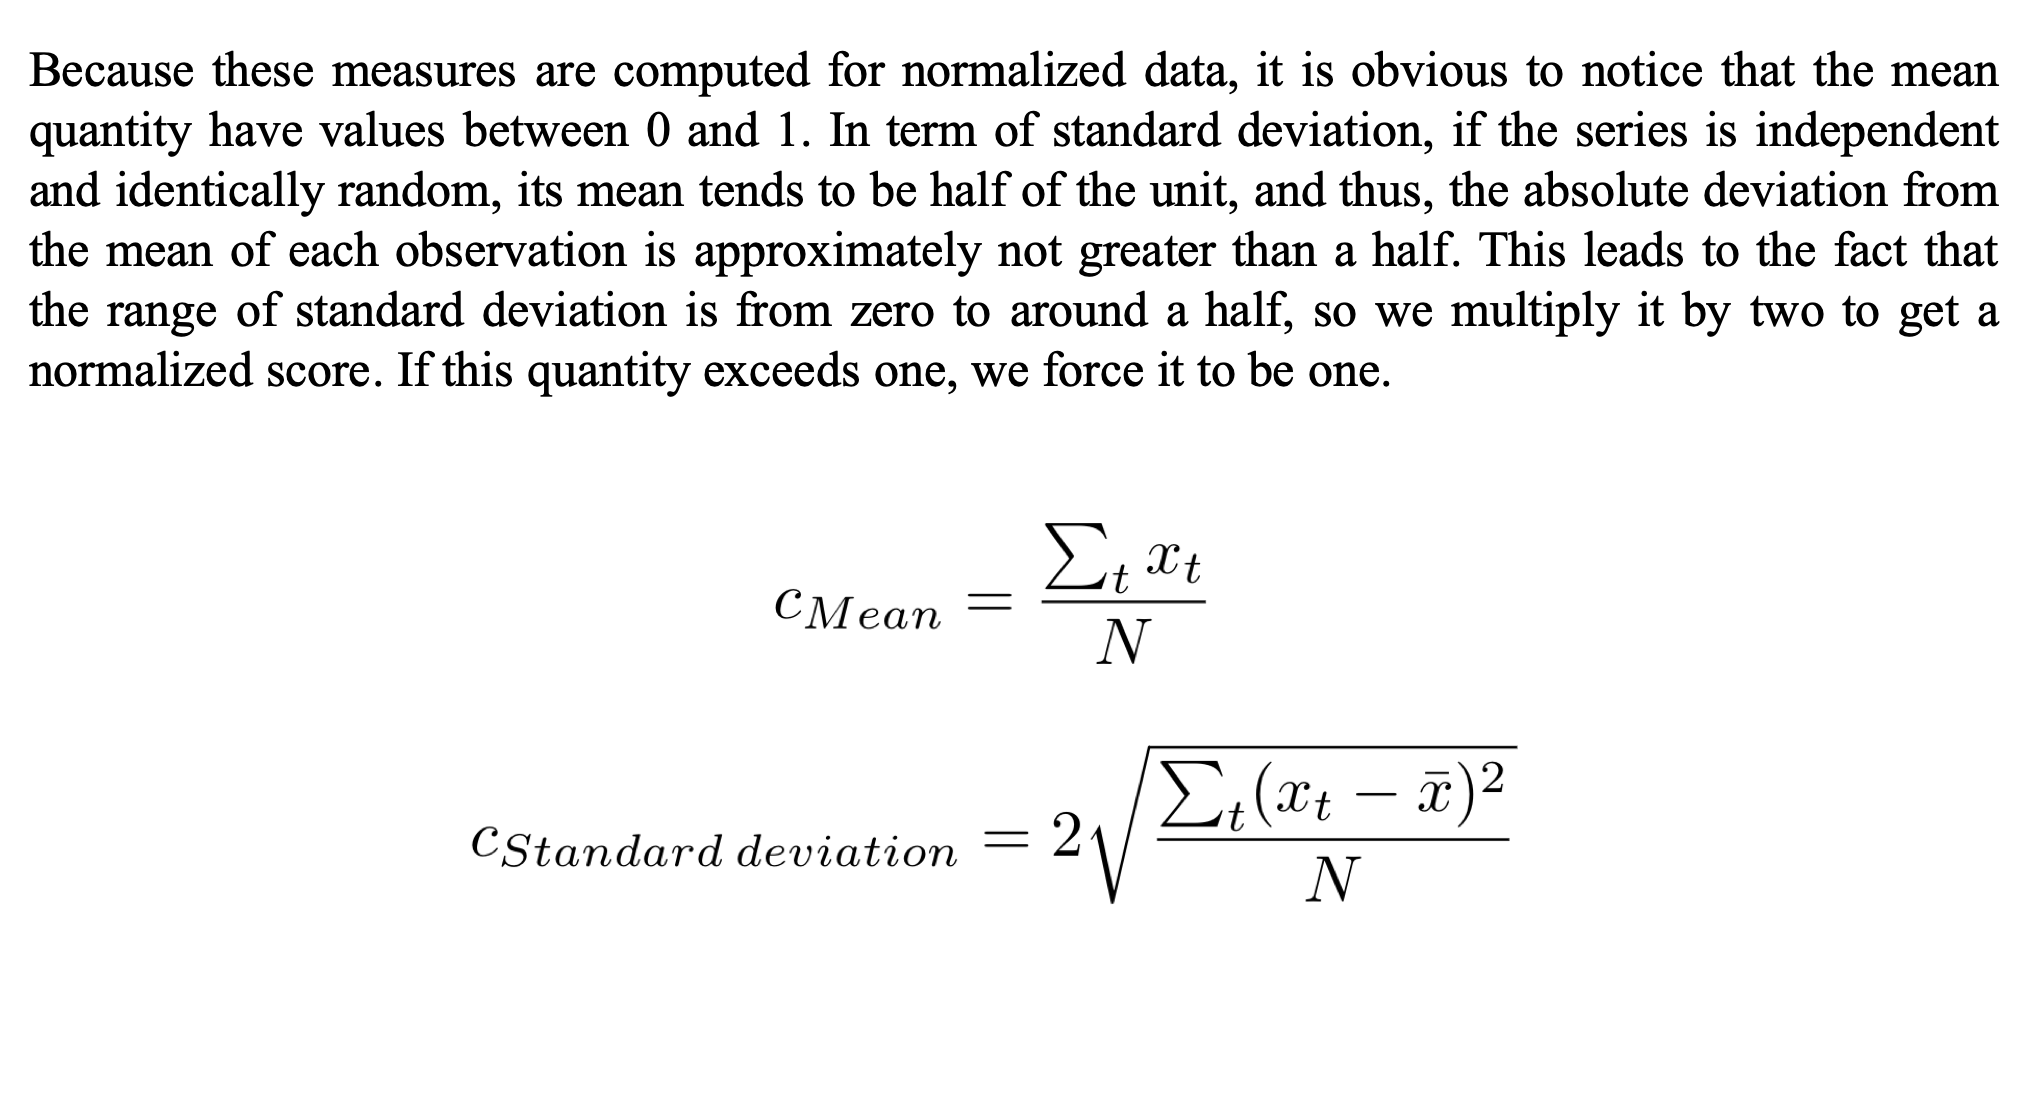 Because these measures are computed for normalized data, it is obvious to notice that the mean
quantity have values between 0 and 1. In term of standard deviation, if the series is independent
and identically random, its mean tends to be half of the unit, and thus, the absolute deviation from
the mean of each observation is approximately not greater than a half. This leads to the fact that
the range of standard deviation is from zero to around a half, so we multiply it by two to get a
normalized score. If this quantity exceeds one, we force it to be one.
$c_{Mean} = \frac{\sum_t x_t}{N}$
$c_{Standard\ deviation} = 2\sqrt{\frac{\sum_t (x_t - \bar{x})^2}{N}}$